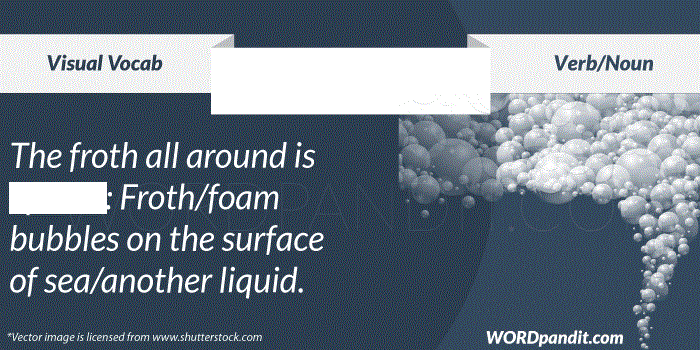 Visual Vocab
Verb/Noun
The froth all around is
: Froth/foam
bubbles on the surface
of sea/another liquid.
*Vector image is licensed from www.shutterstock.com
WORDpandit.com